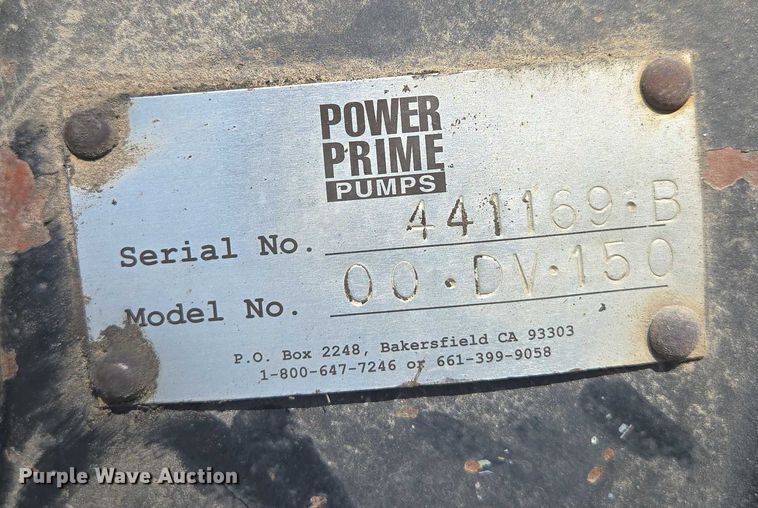 POWER
PRIME
PUMPS
Serial No. 441169·B
Model No. 00·DV·150
P.O. Box 2248, Bakersfield CA 93303
1-800-647-7246 or 661-399-9058
Purple Wave Auction